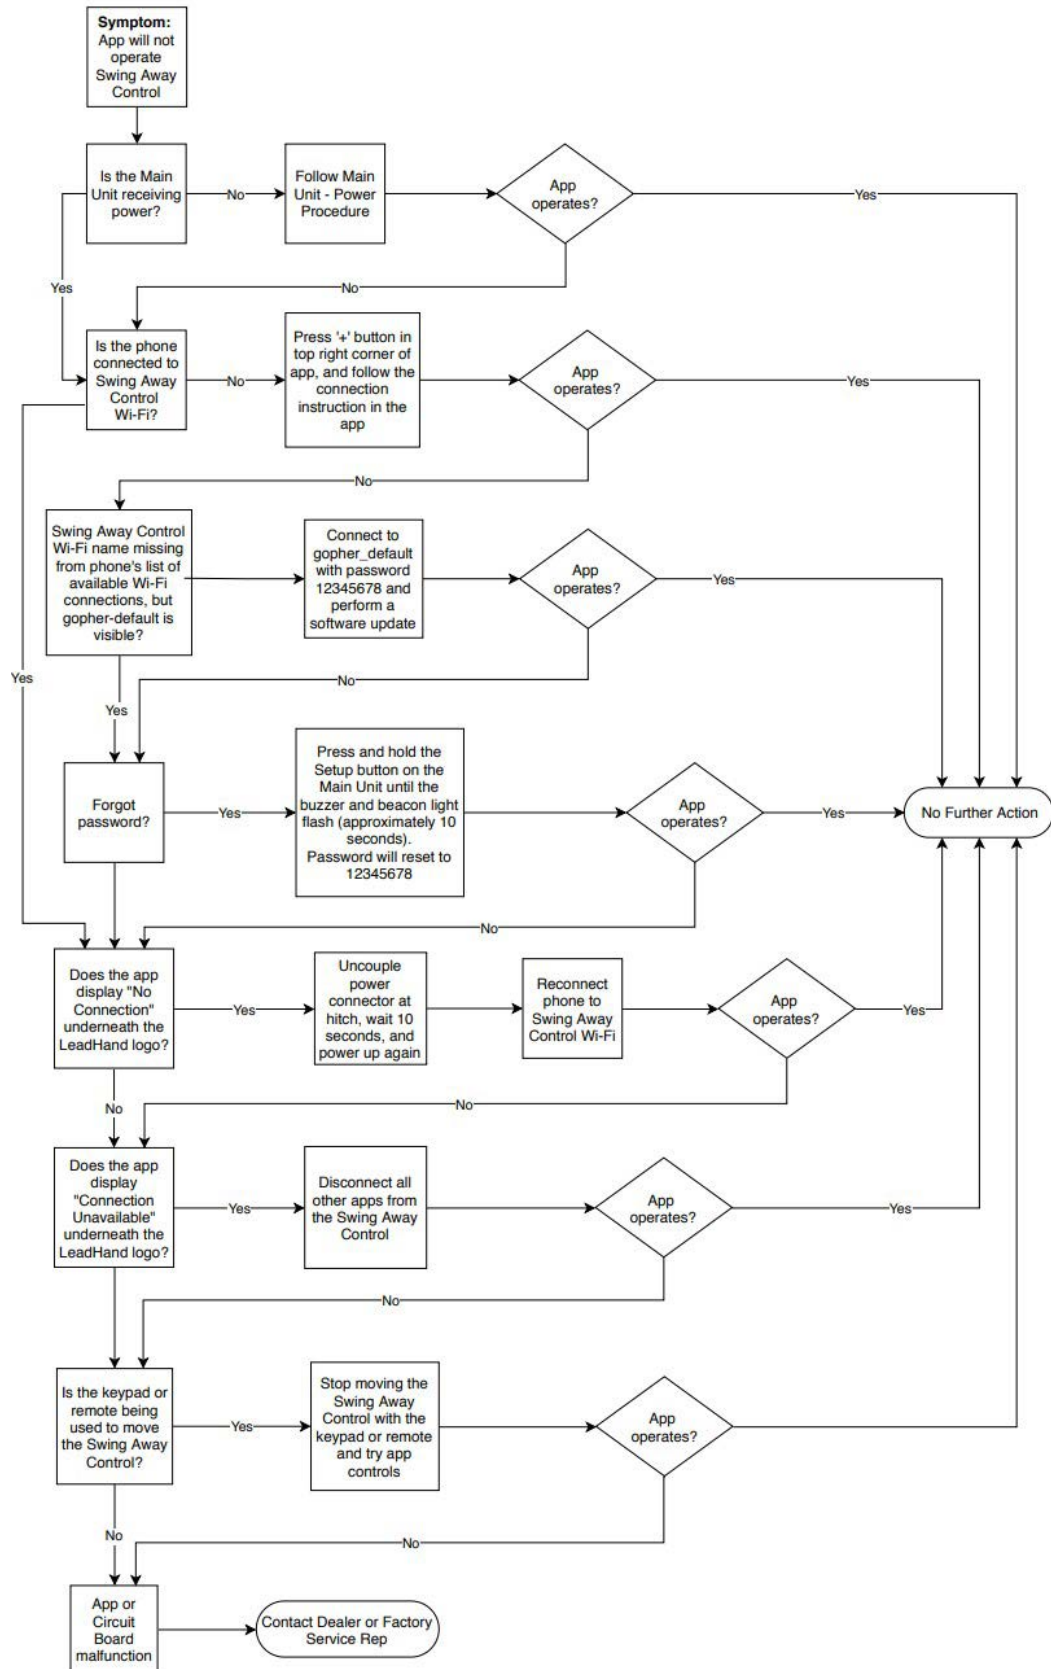 Symptom:
App will not
operate
Swing Away
Control
Is the Main
Unit receiving
power?
No
Follow Main
Unit - Power
Procedure
App
operates?
Yes
Yes
No
Is the phone
connected to
Swing Away
Control
Wi-Fi?
No
Press '+' button in
top right corner of
app, and follow the
connection
instruction in the
app
App
operates?
Yes
No
Swing Away Control
Wi-Fi name missing
from phone's list of
available Wi-Fi
connections, but
gopher-default is
visible?
Connect to
gopher_default
with password
12345678 and
perform a
software update
App
operates?
Yes
No
Yes
Yes
Forgot
password?
Yes
Press and hold the
Setup button on the
Main Unit until the
buzzer and beacon light
flash (approximately 10
seconds).
Password will reset to
12345678
App
operates?
Yes
No Further Action
No
Does the app
display "No
Connection"
underneath the
LeadHand logo?
Yes
Uncouple
power
connector at
hitch, wait 10
seconds, and
power up again
Reconnect
phone to
Swing Away
Control Wi-Fi
App
operates?
Yes
No
No
Does the app
display
"Connection
Unavailable"
underneath the
LeadHand logo?
Yes
Disconnect all
other apps from
the Swing Away
Control
App
operates?
Yes
No
Is the keypad or
remote being
used to move
the Swing Away
Control?
Yes
Stop moving the
Swing Away
Control with the
keypad or remote
and try app
controls
App
operates?
No
No
App or
Circuit
Board
malfunction
Contact Dealer or Factory
Service Rep